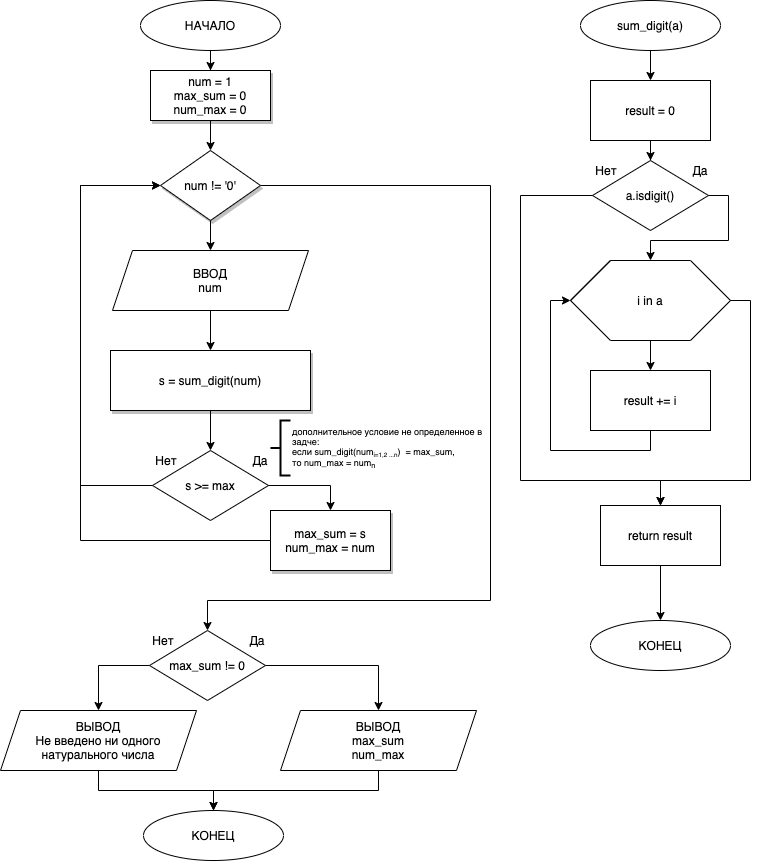 НАЧАЛО
num = 1
max_sum = 0
num_max = 0
num != '0'
ВВОД
num
s = sum_digit(num)
дополнительное условие не определенное в
задче:
если sum_digit(num i=1,2 ...n) = max_sum,
то num_max = num n
Нет
Да
s >= max
max_sum = s
num_max = num
Нет
Да
max_sum != 0
ВЫВОД
Не введено ни одного
натурального числа
ВЫВОД
max_sum
num_max
КОНЕЦ
sum_digit(a)
result = 0
Нет
Да
a.isdigit()
i in a
result += i
return result
КОНЕЦ